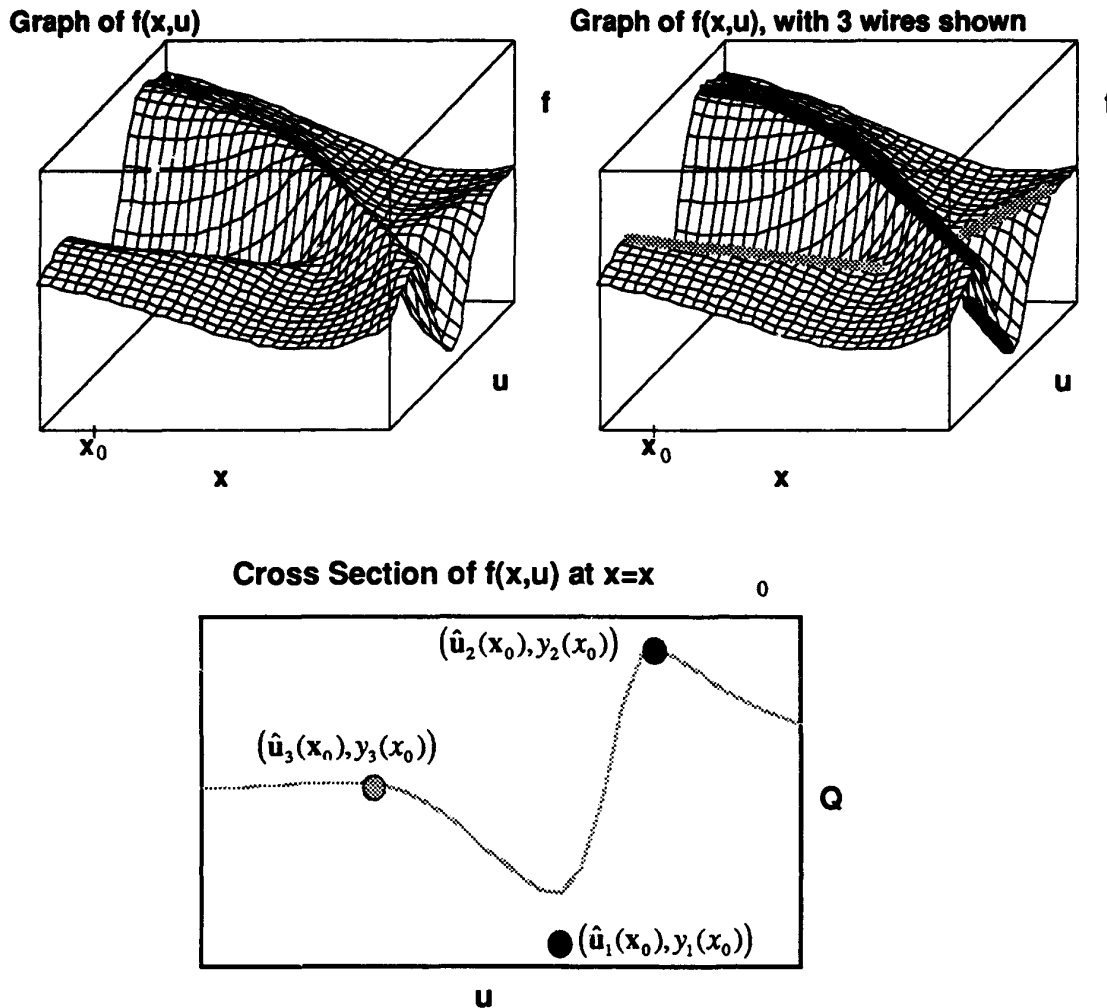 Graph of f(x,u)
Graph of f(x,u), with 3 wires shown
f
f
u
u
x₀
x₀
x
x
Cross Section of f(x,u) at x=x
0
(û₂(x₀), y₂(x₀))
(û₃(x₀), y₃(x₀))
Q
(û₁(x₀), y₁(x₀))
u